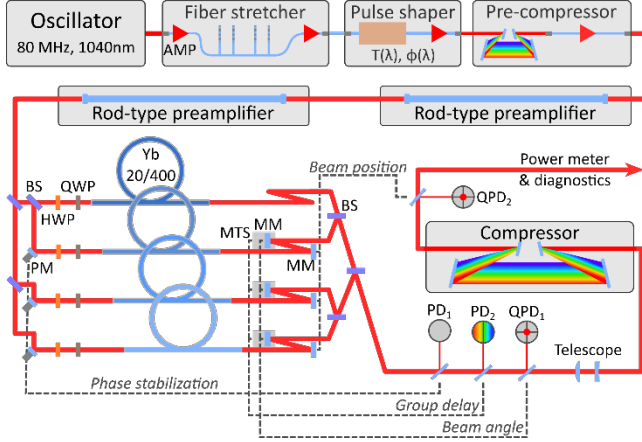 Oscillator
80 MHz, 1040nm
AMP
Fiber stretcher
Pulse shaper
T(λ), ϕ(λ)
Pre-compressor
Rod-type preamplifier
Rod-type preamplifier
Yb
20/400
BS
QWP
HWP
PM
MTS
MM
MM
BS
Beam position
Power meter
& diagnostics
QPD2
Compressor
PD1
PD2
QPD1
Telescope
Phase stabilization
Group delay
Beam angle